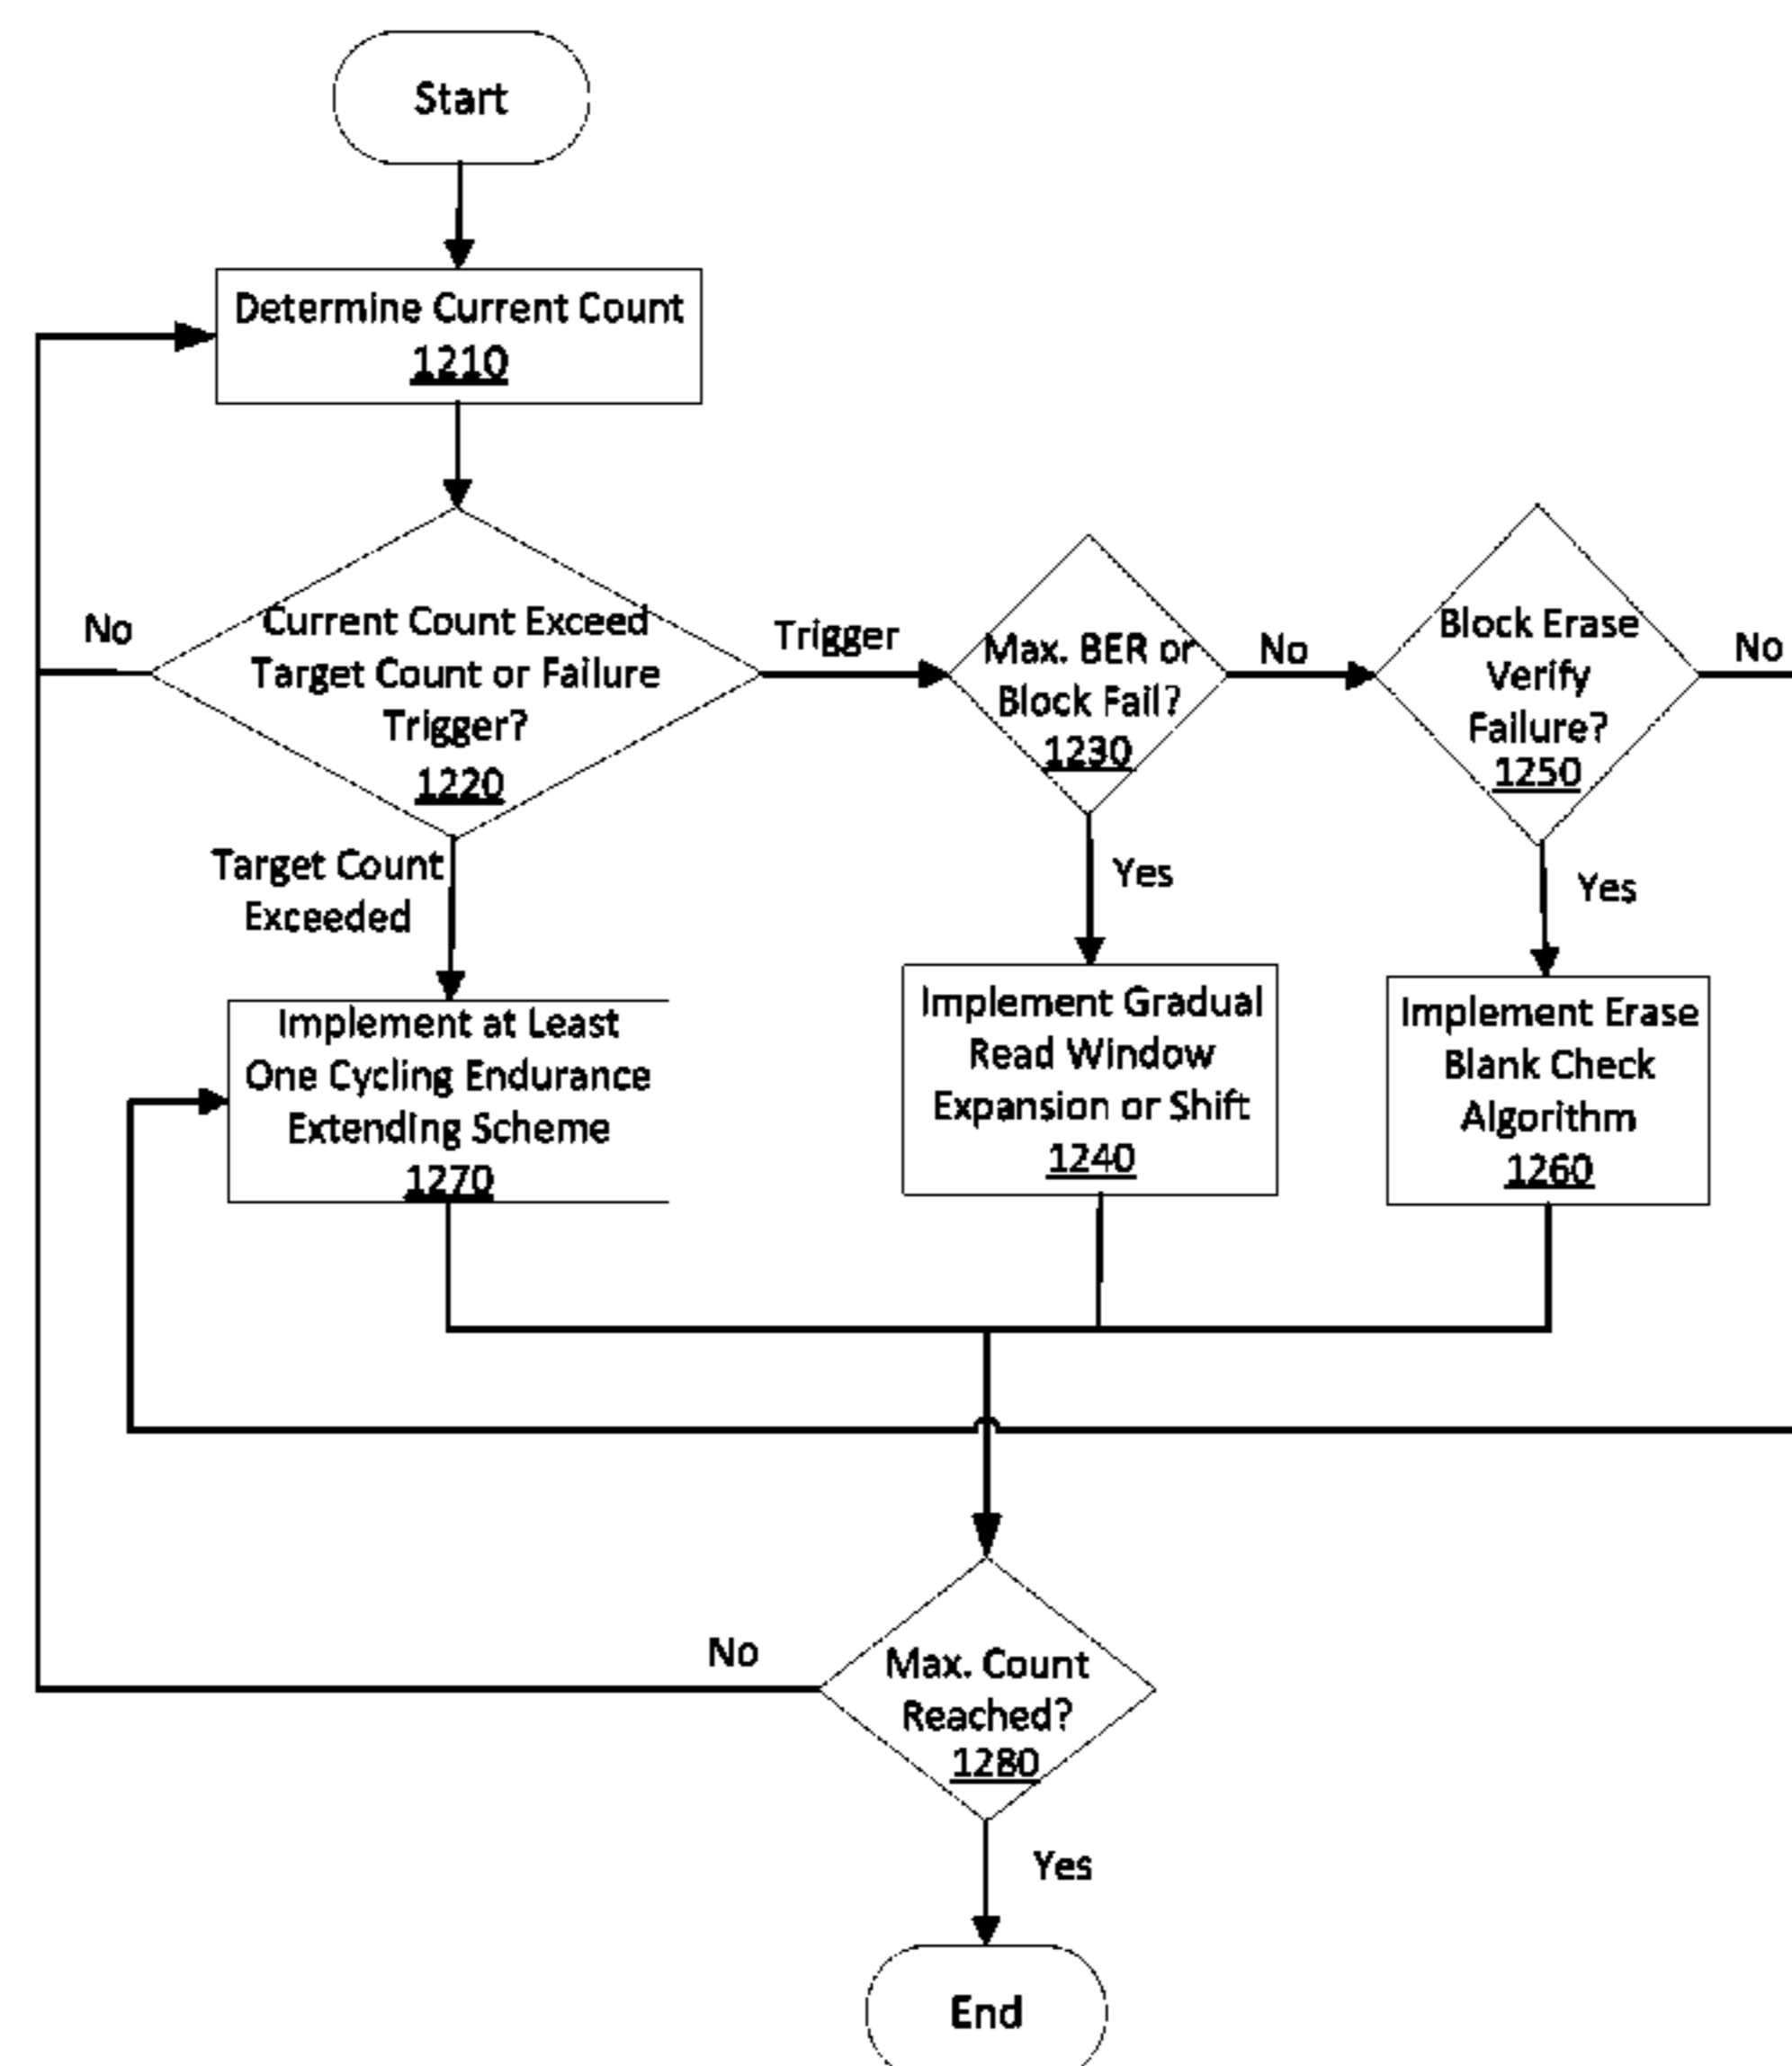 Start
Determine Current Count
1210
No
Current Count Exceed
Target Count or Failure
Trigger?
1220
Trigger
Max. BER or
Block Fail?
1230
No
Block Erase
Verify
Failure?
1250
No
Target Count
Exceeded
Yes
Yes
Implement at Least
One Cycling Endurance
Extending Scheme
1270
Implement Gradual
Read Window
Expansion or Shift
1240
Implement Erase
Blank Check
Algorithm
1260
No
Max. Count
Reached?
1280
Yes
End